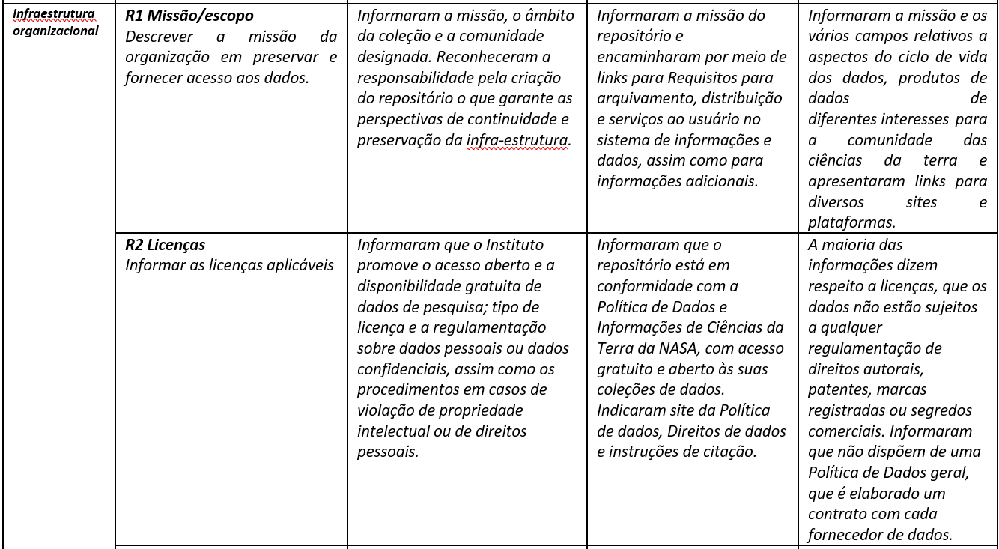 Infraestrutura
organizacional
R1 Missão/escopo
Descrever a missão da
organização em preservar e
fornecer acesso aos dados.
Informaram a missão, o âmbito
da coleção e a comunidade
designada. Reconheceram a
responsabilidade pela criação
do repositório o que garante as
perspectivas de continuidade e
preservação da infra-estrutura.
Informaram a missão do
repositório e
encaminharam por meio de
links para Requisitos para
arquivamento, distribuição
e serviços ao usuário no
sistema de informações e
dados, assim como para
informações adicionais.
Informaram a missão e os
vários campos relativos a
aspectos do ciclo de vida
dos dados, produtos de
dados de
diferentes interesses para
a comunidade das
ciências da terra e
apresentaram links para
diversos sites e
plataformas.
R2 Licenças
Informar as licenças aplicáveis
Informaram que o Instituto
promove o acesso aberto e a
disponibilidade gratuita de
dados de pesquisa; tipo de
licença e a regulamentação
sobre dados pessoais ou dados
confidenciais, assim como os
procedimentos em casos de
violação de propriedade
intelectual ou de direitos
pessoais.
Informaram que o
repositório está em
conformidade com a
Política de Dados e
Informações de Ciências da
Terra da NASA, com acesso
gratuito e aberto às suas
coleções de dados.
Indicaram site da Política
de dados, Direitos de dados
e instruções de citação.
A maioria das
informações dizem
respeito a licenças, que os
dados não estão sujeitos
a qualquer
regulamentação de
direitos autorais,
patentes, marcas
registradas ou segredos
comerciais. Informaram
que não dispõem de uma
Política de Dados geral,
que é elaborado um
contrato com cada
fornecedor de dados.